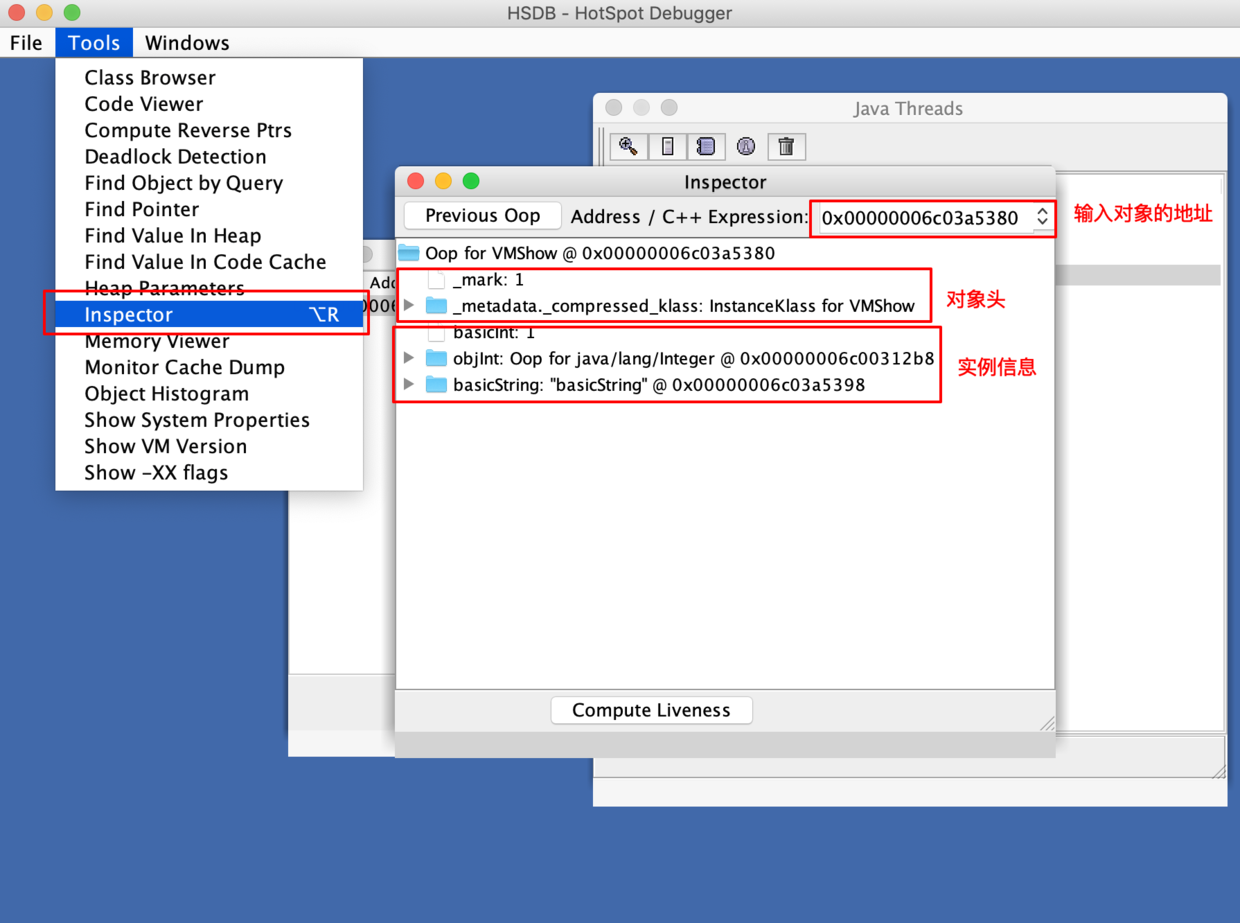 HSDB - HotSpot Debugger
File Tools Windows
Class Browser
Code Viewer
Compute Reverse Ptrs
Deadlock Detection
Find Object by Query
Find Pointer
Find Value In Heap
Find Value In Code Cache
Heap Parameters
Inspector ⌥R
Memory Viewer
Monitor Cache Dump
Object Histogram
Show System Properties
Show VM Version
Show -XX flags
Java Threads
Inspector
Previous Oop Address / C++ Expression: 0x00000006c03a5380
输入对象的地址
Oop for VMShow @ 0x00000006c03a5380
_mark: 1
_metadata._compressed_klass: InstanceKlass for VMShow
对象头
basicInt: 1
objInt: Oop for java/lang/Integer @ 0x00000006c00312b8
basicString: "basicString" @ 0x00000006c03a5398
实例信息
Compute Liveness